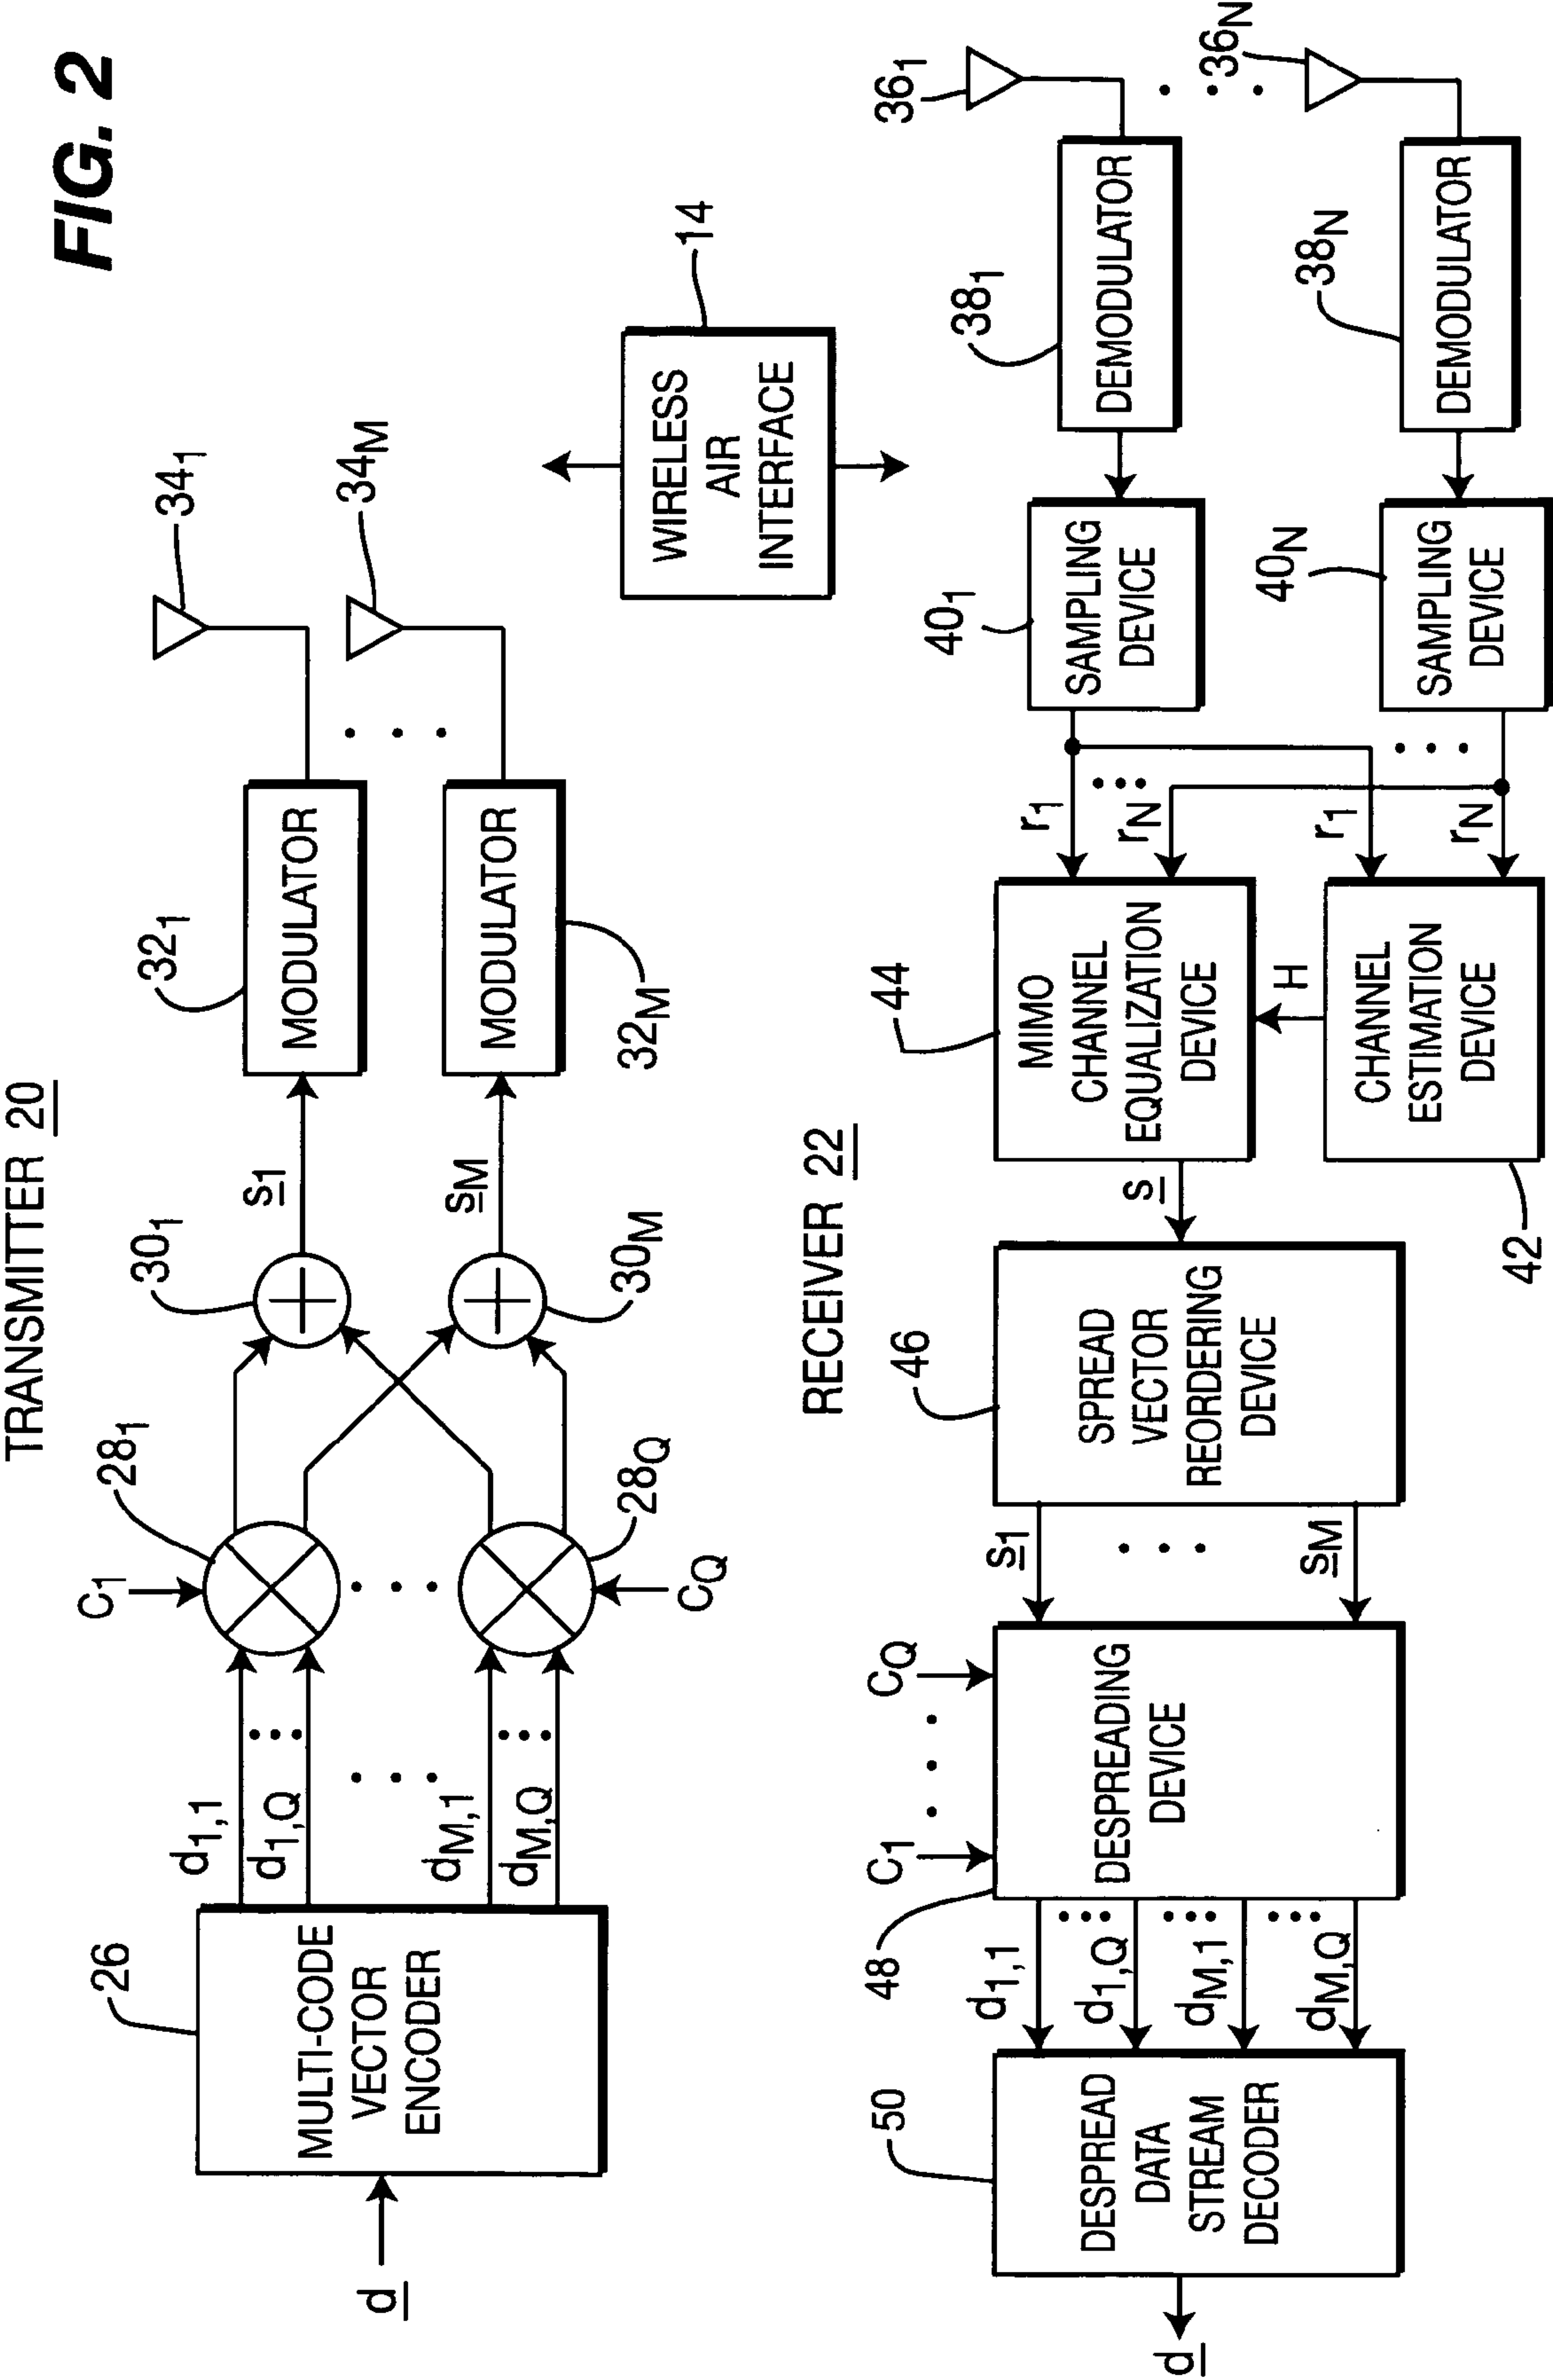 FIG. 2
TRANSMITTER 20
d
MULTI-CODE
VECTOR
ENCODER
26
d1,1
d1,Q
dM,1
dM,Q
C1
281
CQ
28Q
301
30M
s1
sM
MODULATOR
321
MODULATOR
32M
341
34M
WIRELESS
AIR
INTERFACE
14
RECEIVER 22
361
36N
DEMODULATOR
381
DEMODULATOR
38N
SAMPLING
DEVICE
401
SAMPLING
DEVICE
40N
r1
rN
r1
rN
MIMO
CHANNEL
EQUALIZATION
DEVICE
44
H
CHANNEL
ESTIMATION
DEVICE
42
s
SPREAD
VECTOR
REORDERING
DEVICE
46
s1
sM
DESPREADING
DEVICE
48
C1
CQ
d1,1
d1,Q
dM,1
dM,Q
DESPREAD
DATA
STREAM
DECODER
50
d